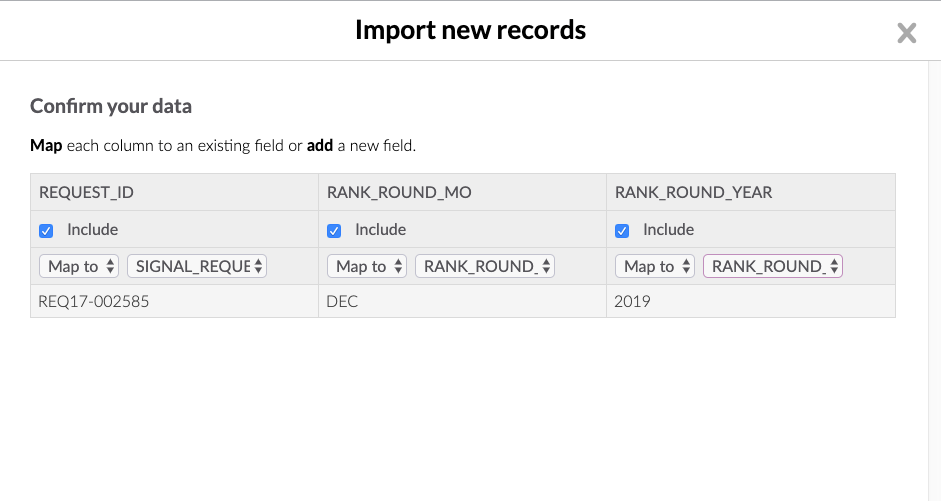 Import new records
Confirm your data
Map each column to an existing field or add a new field.
REQUEST_ID RANK_ROUND_MO RANK_ROUND_YEAR
Include Include Include
Map to SIGNAL_REQUE Map to RANK_ROUND_ Map to RANK_ROUND_
REQ17-002585 DEC 2019